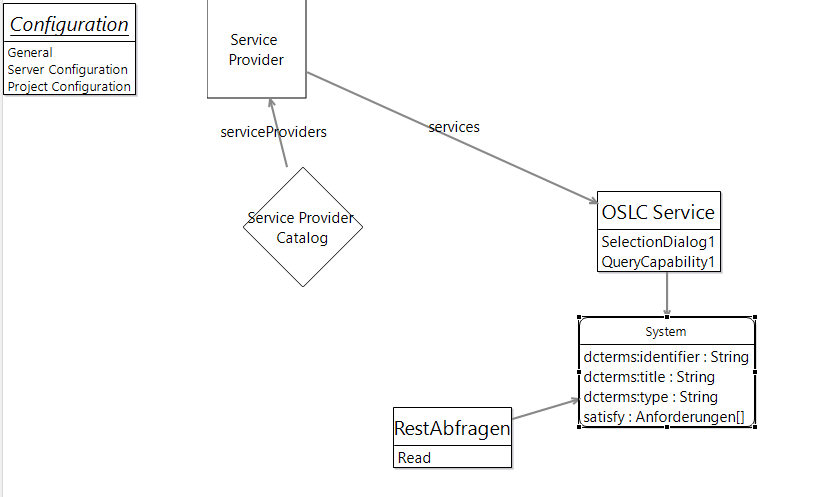 Configuration
General
Server Configuration
Project Configuration
Service
Provider
serviceProviders
services
Service Provider
Catalog
OSLC Service
SelectionDialog1
QueryCapability1
System
dcterms:identifier : String
dcterms:title : String
dcterms:type : String
satisfy : Anforderungen[]
RestAbfragen
Read